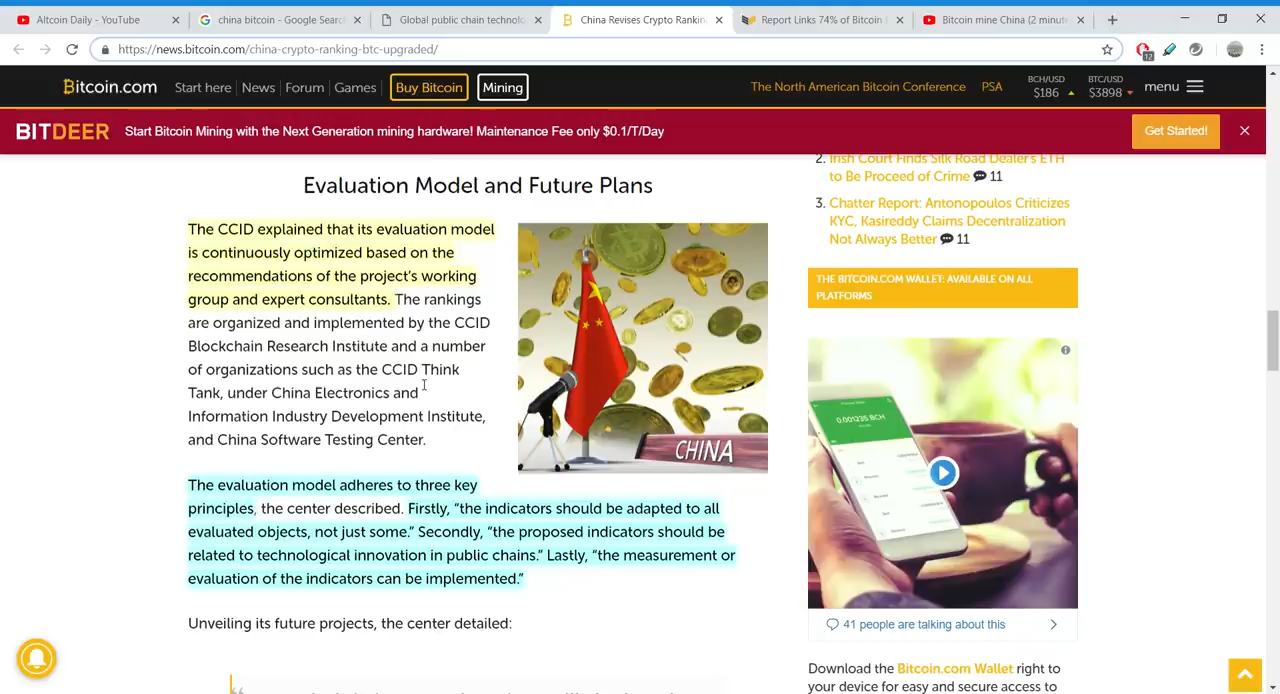 Altcoin Daily - YouTube
china bitcoin - Google Search
Global public chain technolo
China Revises Crypto Rankin
Report Links 74% of Bitcoin
Bitcoin mine China (2 minut
https://news.bitcoin.com/china-crypto-ranking-btc-upgraded/
12
Bitcoin.com
Start here
News
Forum
Games
Buy Bitcoin
Mining
The North American Bitcoin Conference
PSA
BCH/USD
$186
BTC/USD
$3898
menu
BITDEER
Start Bitcoin Mining with the Next Generation mining hardware! Maintenance Fee only $0.1/T/Day
Get Started!
Evaluation Model and Future Plans
The CCID explained that its evaluation model
is continuously optimized based on the
recommendations of the project's working
group and expert consultants. The rankings
are organized and implemented by the CCID
Blockchain Research Institute and a number
of organizations such as the CCID Think
Tank, under China Electronics and
Information Industry Development Institute,
and China Software Testing Center.
CHINA
The evaluation model adheres to three key
principles, the center described. Firstly, “the indicators should be adapted to all
evaluated objects, not just some.” Secondly, “the proposed indicators should be
related to technological innovation in public chains.” Lastly, “the measurement or
evaluation of the indicators can be implemented.”
Unveiling its future projects, the center detailed:
2. Irish Court Finds Silk Road Dealer's ETH
to Be Proceed of Crime 11
3. Chatter Report: Antonopoulos Criticizes
KYC, Kasireddy Claims Decentralization
Not Always Better 11
THE BITCOIN.COM WALLET: AVAILABLE ON ALL
PLATFORMS
0.001235 BCH
41 people are talking about this
Download the Bitcoin.com Wallet right to
your device for easy and secure access to